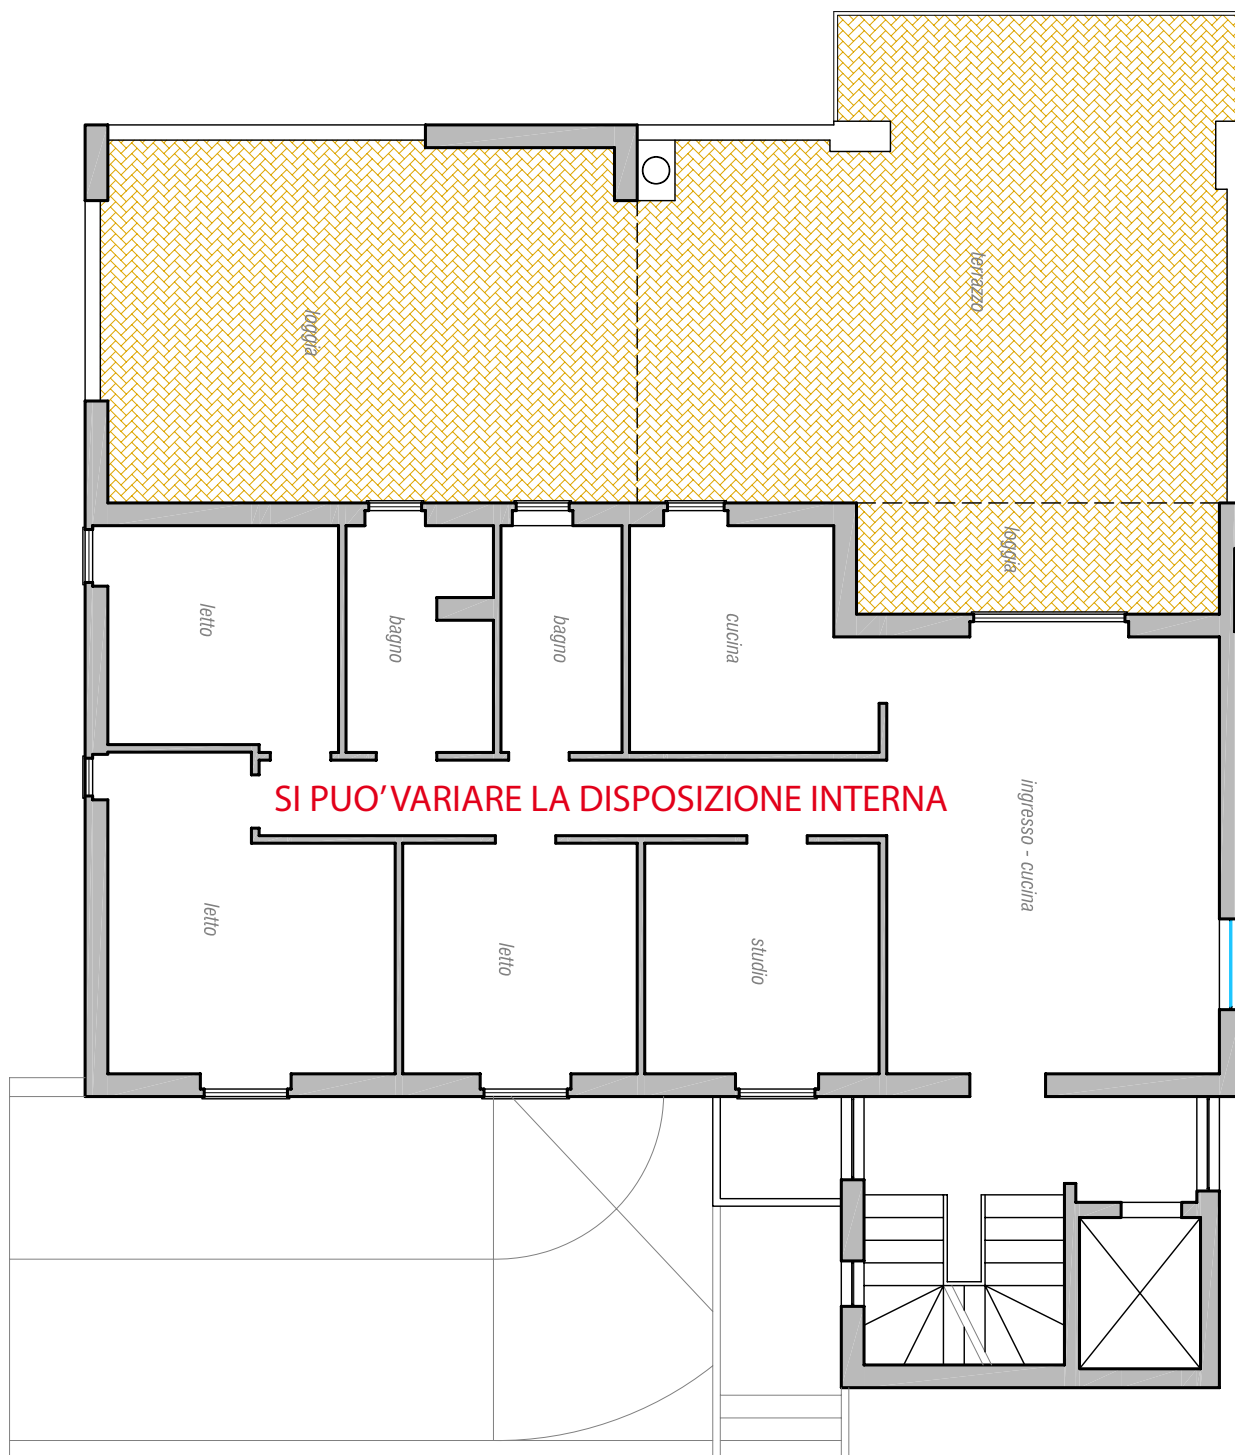 terrazzo
loggia
loggia
letto
bagno
bagno
cucina
SI PUO' VARIARE LA DISPOSIZIONE INTERNA
ingresso - cucina
letto
letto
studio